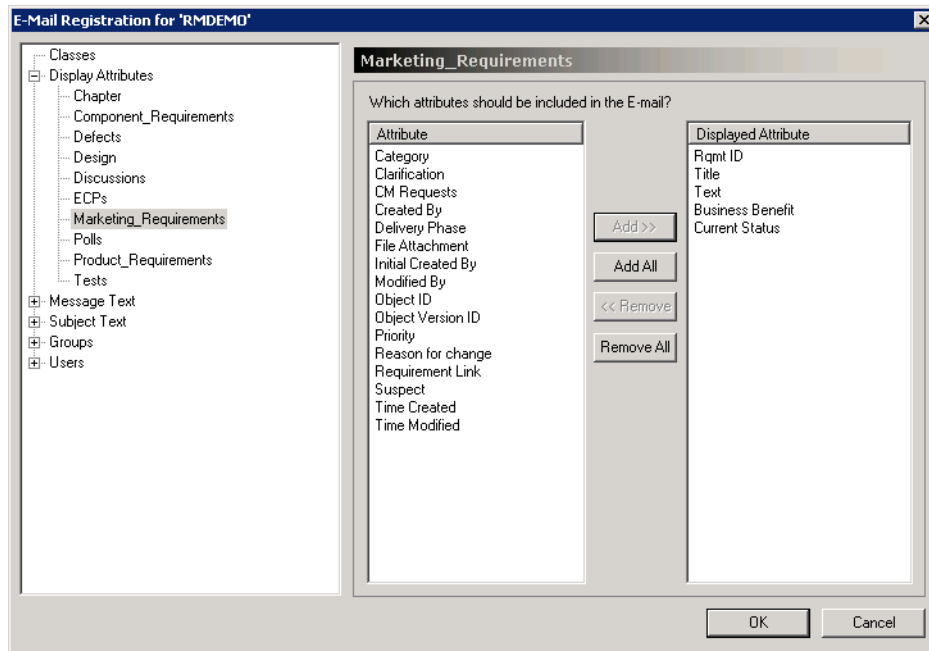 E-Mail Registration for 'RMDEMO'
Classes
Display Attributes
Chapter
Component_Requirements
Defects
Design
Discussions
ECPs
Marketing_Requirements
Polls
Product_Requirements
Tests
Message Text
Subject Text
Groups
Users
Marketing_Requirements
Which attributes should be included in the E-mail?
Attribute
Category
Clarification
CM Requests
Created By
Delivery Phase
File Attachment
Initial Created By
Modified By
Object ID
Object Version ID
Priority
Reason for change
Requirement Link
Suspect
Time Created
Time Modified
Add >>
Add All
<< Remove
Remove All
Displayed Attribute
Rqmt ID
Title
Text
Business Benefit
Current Status
OK
Cancel